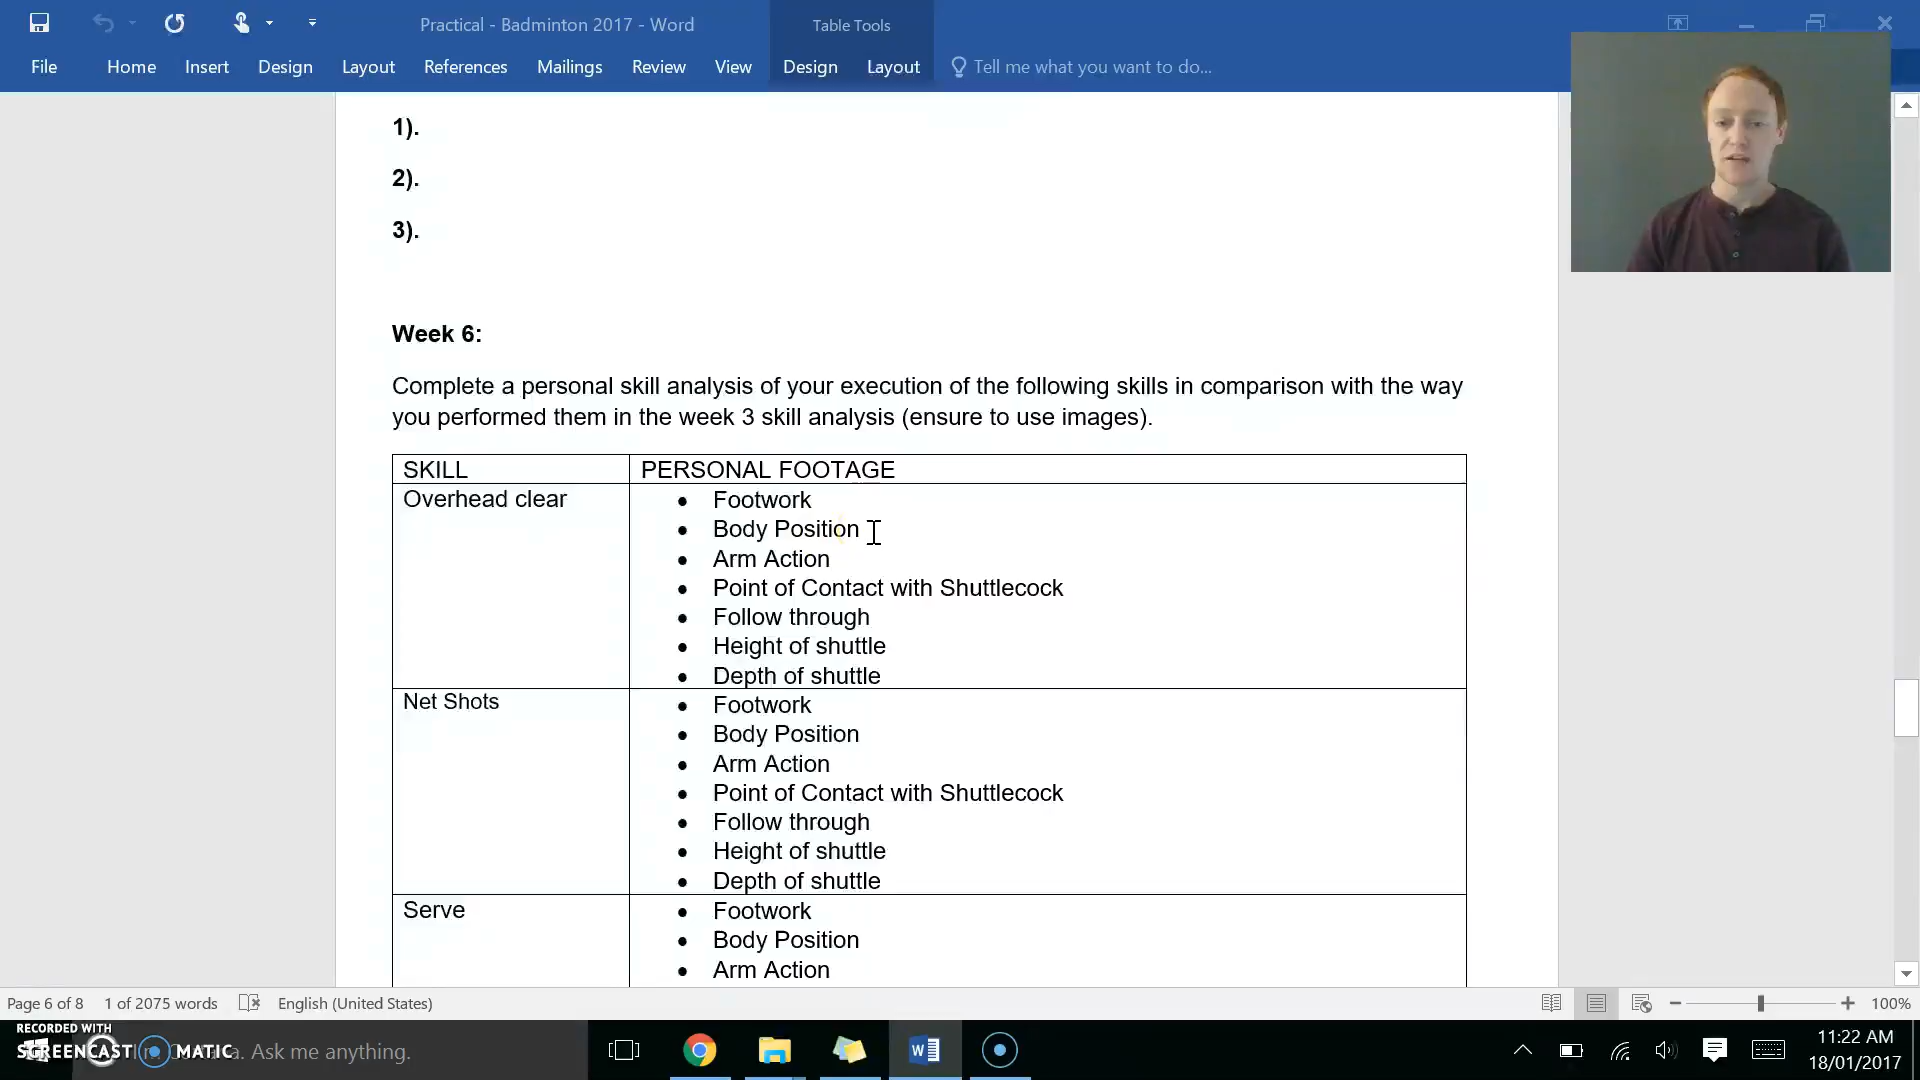 Practical - Badminton 2017 - Word
Table Tools
File Home Insert Design Layout References Mailings Review View Design Layout Tell me what you want to do...
1).
2).
3).
Week 6:
Complete a personal skill analysis of your execution of the following skills in comparison with the way
you performed them in the week 3 skill analysis (ensure to use images).
SKILL PERSONAL FOOTAGE
Overhead clear
• Footwork
• Body Position
• Arm Action
• Point of Contact with Shuttlecock
• Follow through
• Height of shuttle
• Depth of shuttle
Net Shots
• Footwork
• Body Position
• Arm Action
• Point of Contact with Shuttlecock
• Follow through
• Height of shuttle
• Depth of shuttle
Serve
• Footwork
• Body Position
• Arm Action
Page 6 of 8 1 of 2075 words English (United States) 100%
RECORDED WITH
SCREENCAST MATIC
Ask me anything.
11:22 AM
18/01/2017